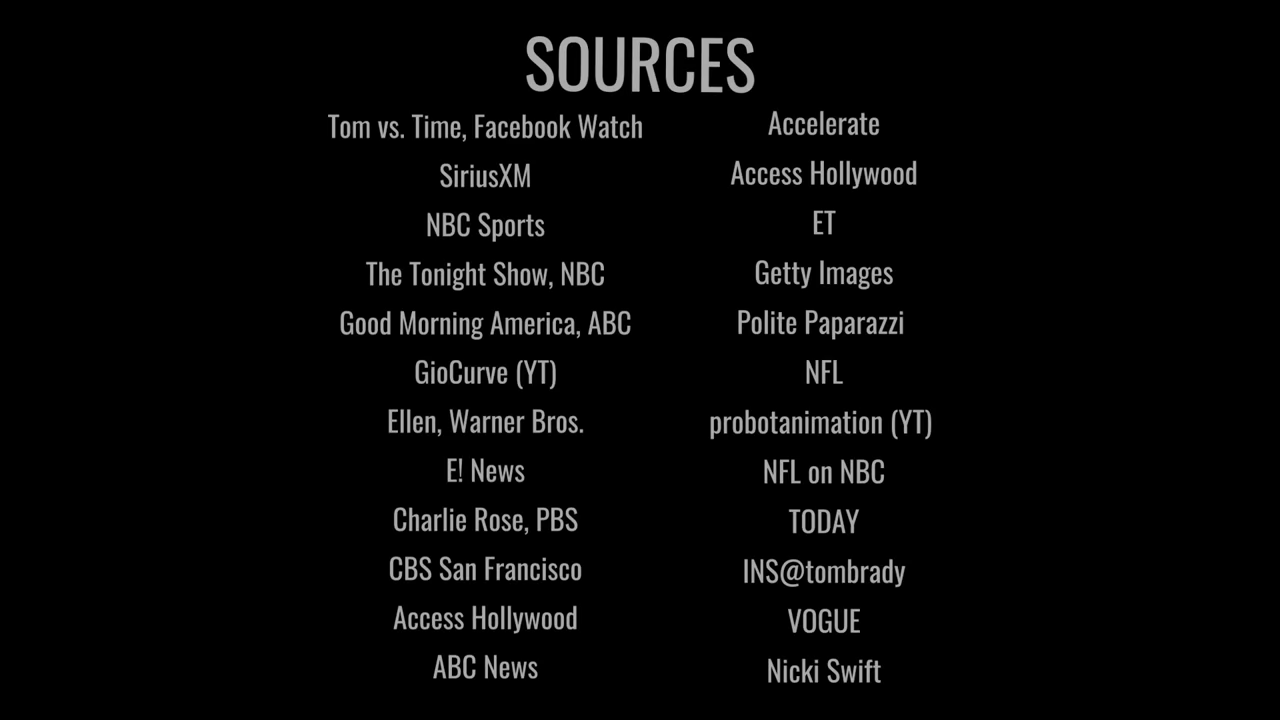 SOURCES
Tom vs. Time, Facebook Watch
SiriusXM
NBC Sports
The Tonight Show, NBC
Good Morning America, ABC
GioCurve (YT)
Ellen, Warner Bros.
E! News
Charlie Rose, PBS
CBS San Francisco
Access Hollywood
ABC News
Accelerate
Access Hollywood
ET
Getty Images
Polite Paparazzi
NFL
probotanimation (YT)
NFL on NBC
TODAY
INS@tombrady
VOGUE
Nicki Swift